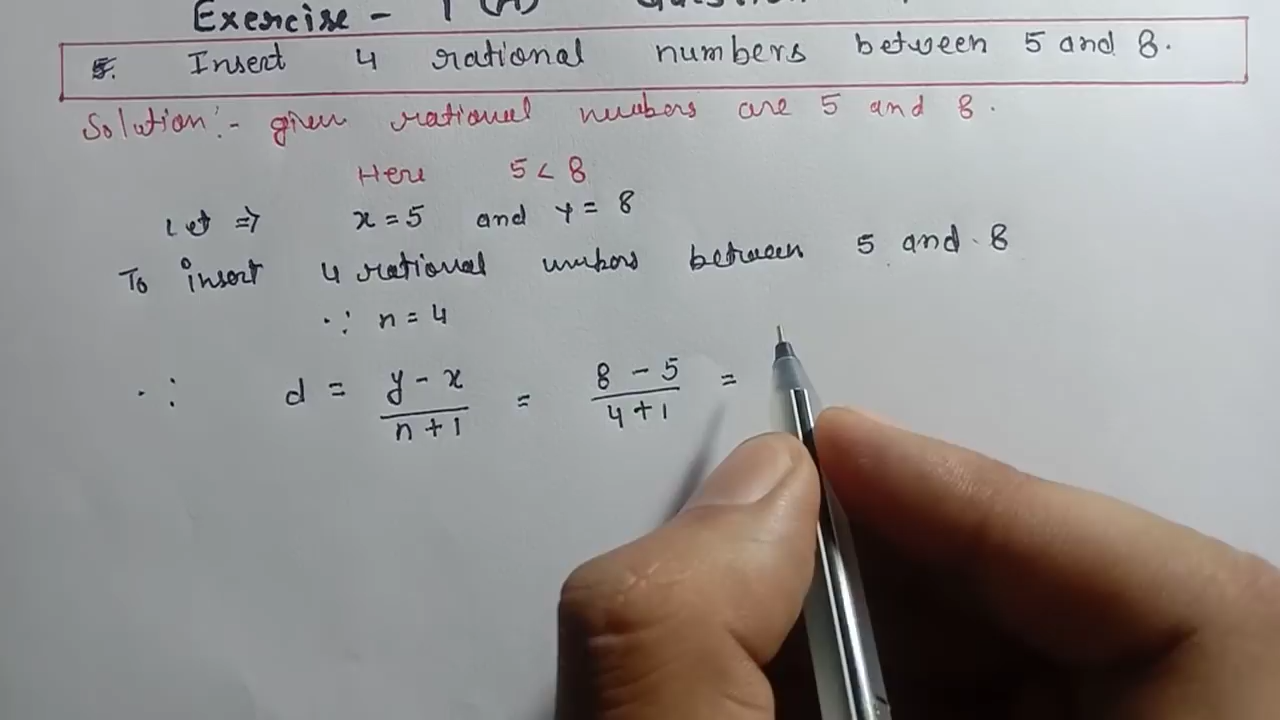 Exercise - 1 (A)
5. Insert 4 rational numbers between 5 and 8.
Solution:- given rational numbers are 5 and 8.
Here 5 < 8
Let ⇒ x = 5 and y = 8
To insert 4 rational numbers between 5 and 8
∵ n = 4
∴ d = y - x / n + 1 = 8 - 5 / 4 + 1 =